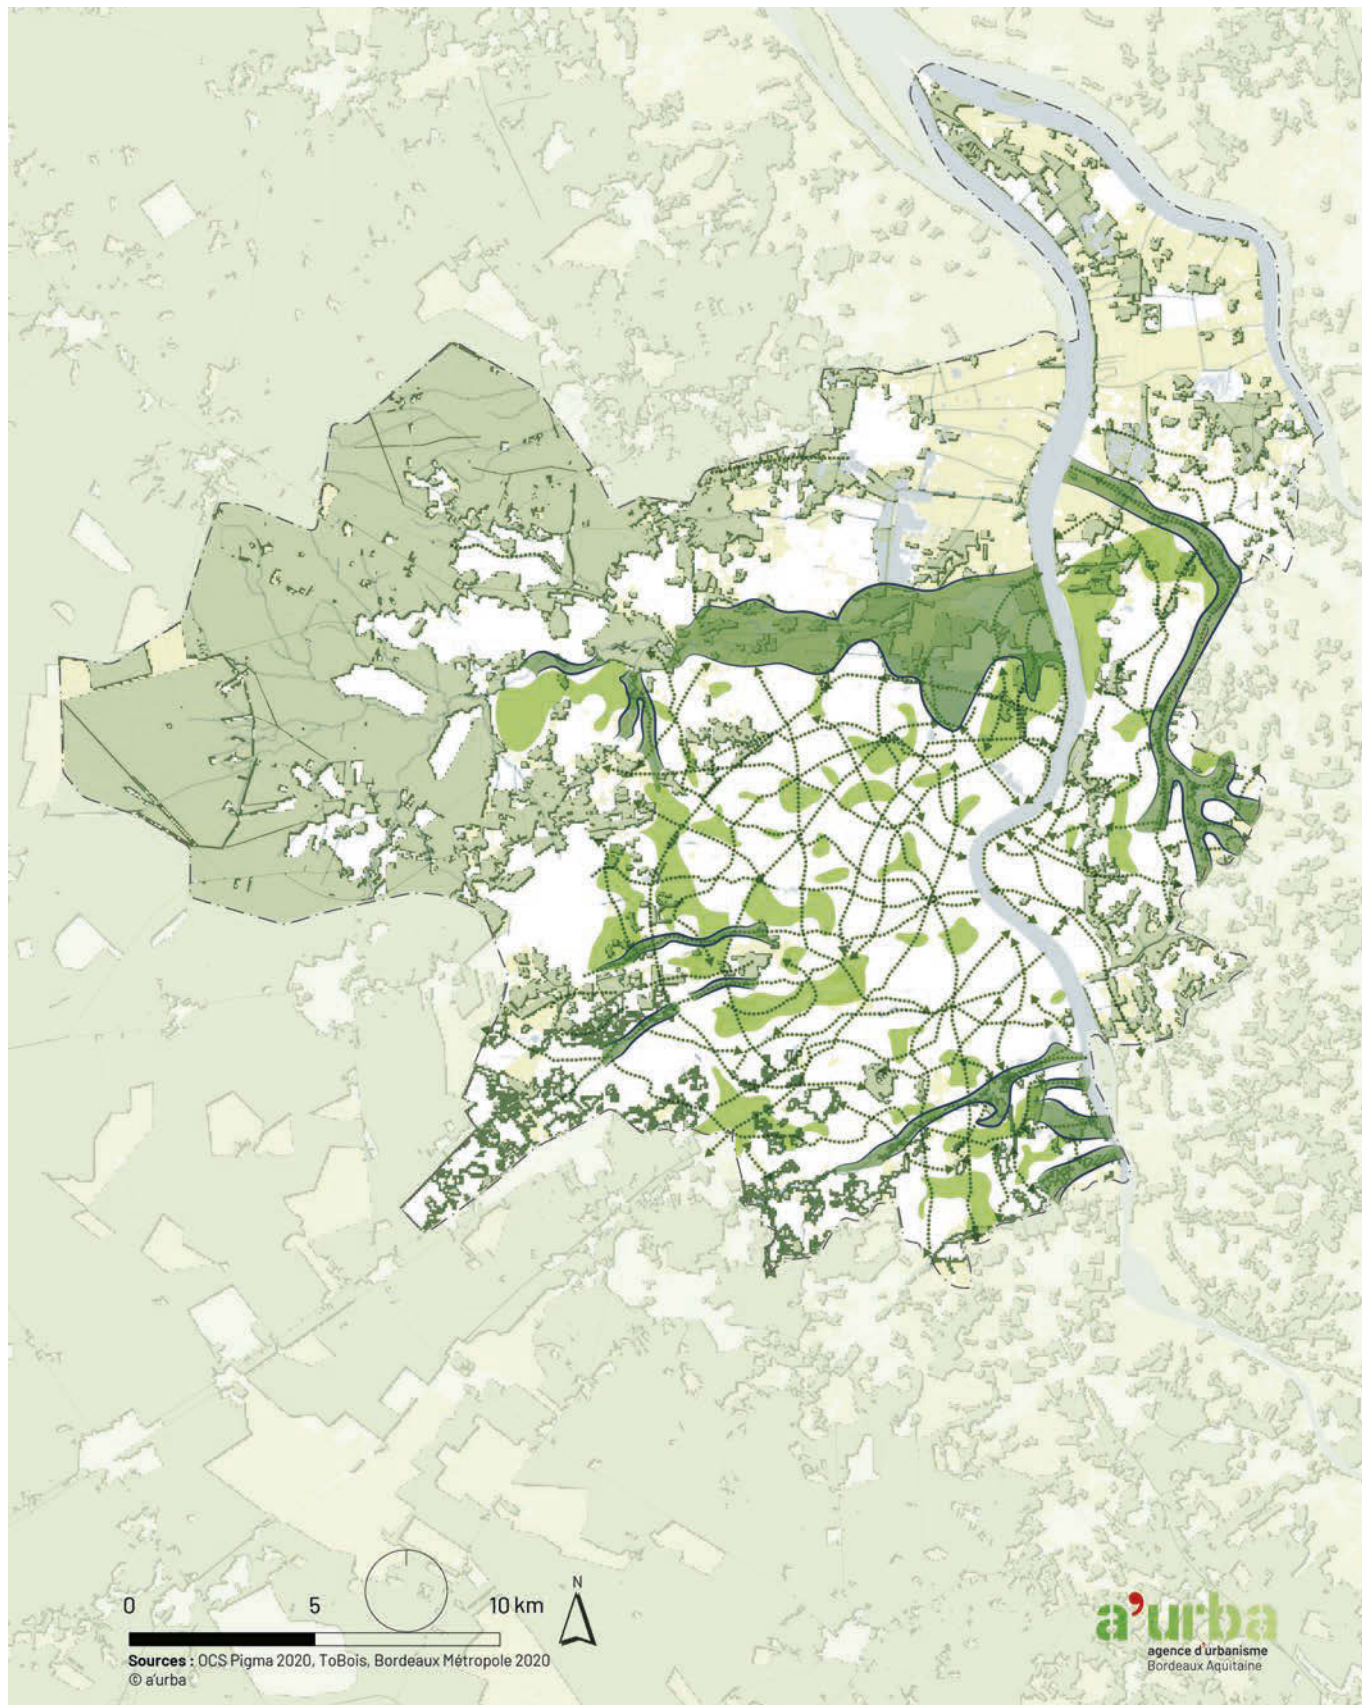 0 5 10 km
N
Sources : OCS Pigma 2020, ToBois, Bordeaux Métropole 2020
© a'urba
a'urba
agence d'urbanisme
Bordeaux Aquitaine